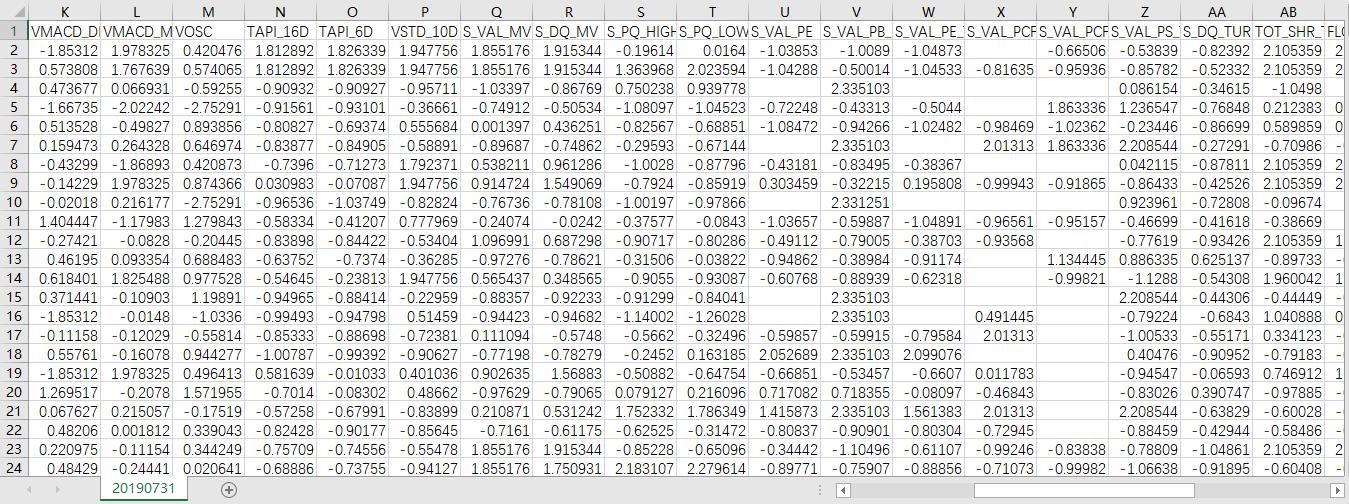 K L M N O P Q R S T U V W X Y Z AA AB
1 VMACD_DI VMACD_M VOSC TAPI_16D TAPI_6D VSTD_10D S_VAL_MV S_DQ_MV S_PQ_HIGH S_PQ_LOW S_VAL_PE S_VAL_PB_ S_VAL_PE_ S_VAL_PCF S_VAL_PCF S_VAL_PS_ S_DQ_TUR TOT_SHR_ FLO
2 -1.85312 1.978325 0.420476 1.812892 1.826339 1.947756 1.855176 1.915344 -0.19614 0.0164 -1.03853 -1.0089 -1.04873 -0.66506 -0.53839 -0.82392 2.105359 2
3 0.573808 1.767639 0.574065 1.812892 1.826339 1.947756 1.855176 1.915344 1.363968 2.023594 -1.04288 -0.50014 -1.04533 -0.81635 -0.95936 -0.85782 -0.52332 2.105359 2
4 0.473677 0.066931 -0.59255 -0.90932 -0.90927 -0.95711 -1.03397 -0.86769 0.750238 0.939778 2.335103 0.086154 -0.34615 -1.0498
5 -1.66735 -2.02242 -2.75291 -0.91561 -0.93101 -0.36661 -0.74912 -0.50534 -1.08097 -1.04523 -0.72248 -0.43313 -0.5044 1.863336 1.236547 -0.76848 0.212383 0
6 0.513528 -0.49827 0.893856 -0.80827 -0.69374 0.555684 0.001397 0.436251 -0.82567 -0.68851 -1.08472 -0.94266 -1.02482 -0.98469 -1.02362 -0.23446 -0.86699 0.589859 0
7 0.159473 0.264328 0.646974 -0.83877 -0.84905 -0.58891 -0.89687 -0.74862 -0.29593 -0.67144 2.335103 2.01313 1.863336 2.208544 -0.27291 -0.70986 -
8 -0.43299 -1.86893 0.420873 -0.7396 -0.71273 1.792371 0.538211 0.961286 -1.0028 -0.87796 -0.43181 -0.83495 -0.38367 0.042115 -0.87811 2.105359 2
9 -0.14229 1.978325 0.874366 0.030983 -0.07087 1.947756 0.914724 1.549069 -0.7924 -0.85919 0.303459 -0.32215 0.195808 -0.99943 -0.91865 -0.86433 -0.42526 2.105359 2
10 -0.02018 0.216177 -2.75291 -0.96536 -1.03749 -0.82824 -0.76736 -0.78108 -1.00197 -0.97866 2.331251 0.923961 -0.72808 -0.09674
11 1.404447 -1.17983 1.279843 -0.58334 -0.41207 0.777969 -0.24074 -0.0242 -0.37577 -0.0843 -1.03657 -0.59887 -1.04891 -0.96561 -0.95157 -0.46699 -0.41618 -0.38669
12 -0.27421 -0.0828 -0.20445 -0.83898 -0.84422 -0.53404 1.096991 0.687298 -0.90717 -0.80286 -0.49112 -0.79005 -0.38703 -0.93568 -0.77619 -0.93426 2.105359 1
13 0.46195 0.093354 0.688483 -0.63752 -0.7374 -0.36285 -0.97276 -0.78621 -0.31506 -0.03822 -0.94862 -0.38984 -0.91174 1.134445 0.886335 0.625137 -0.89733 -
14 0.618401 1.825488 0.977528 -0.54645 -0.23813 1.947756 0.565437 0.348565 -0.9055 -0.93087 -0.60768 -0.88939 -0.62318 -0.99821 -1.1288 -0.54308 1.960042 1
15 0.371441 -0.10903 1.19891 -0.94965 -0.88414 -0.22959 -0.88357 -0.92233 -0.91299 -0.84041 2.335103 2.208544 -0.44306 -0.44449 -
16 -1.85312 -0.0148 -1.0336 -0.99493 -0.94798 0.51459 -0.94423 -0.94682 -1.14002 -1.26028 2.335103 0.491445 -0.79224 -0.6843 1.040888 0
17 -0.11158 -0.12029 -0.55814 -0.85333 -0.88698 -0.72381 0.111094 -0.5748 -0.5662 -0.32496 -0.59857 -0.59915 -0.79584 2.01313 -1.00533 -0.55171 0.334123 -
18 0.55761 -0.16078 0.944277 -1.00787 -0.99392 -0.90627 -0.77198 -0.78279 -0.2452 0.163185 2.052689 2.335103 2.099076 0.40476 -0.90952 -0.79183 -
19 -1.85312 1.978325 0.496413 0.581639 -0.01033 0.401036 0.902635 1.56883 -0.50882 -0.64754 -0.66851 -0.53457 -0.6607 0.011783 -0.94547 -0.06593 0.746912 1
20 1.269517 -0.2078 1.571955 -0.7014 -0.08302 0.48662 -0.97629 -0.79065 0.079127 0.216096 0.717082 0.718355 -0.08097 -0.46843 -0.83026 0.390747 -0.97885 -
21 0.067627 0.215057 -0.17519 -0.57258 -0.67991 -0.83899 0.210871 0.531242 1.752332 1.786349 1.415873 2.335103 1.561383 2.01313 2.208544 -0.63829 -0.60028 -
22 0.48206 0.001812 0.339043 -0.82428 -0.90177 -0.85645 -0.7161 -0.61175 -0.62525 -0.31472 -0.80837 -0.90901 -0.80304 -0.72945 -0.88459 -0.42944 -0.58486 -
23 0.220975 -0.11154 0.344249 -0.75709 -0.74556 -0.55478 1.855176 1.915344 -0.85228 -0.65096 -0.34442 -1.10496 -0.61107 -0.99246 -0.83838 -0.78809 -1.04861 2.105359 2
24 0.48429 -0.24441 0.020641 -0.68886 -0.73755 -0.94127 1.855176 1.750931 2.183107 2.279614 -0.89771 -0.75907 -0.88856 -0.71073 -0.99982 -1.06638 -0.91895 -0.60408 -
20190731